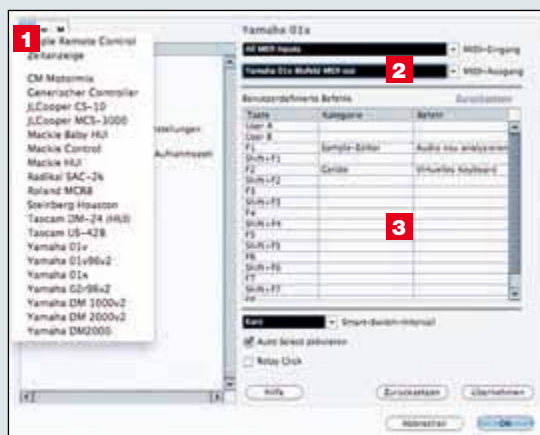 1
Apple Remote Control
Zeitanzeige
CM Motormix
Generischer Controller
JLCooper CS-10
JLCooper MCS-3000
Mackie Baby HUI
Mackie Control
Mackie HUI
Radikal SAC-2k
Roland MCR8
Steinberg Houston
Tascam DM-24 (HUI)
Tascam US-428
Yamaha 01v
Yamaha 01v96v2
Yamaha 01x
Yamaha 02r96v2
Yamaha DM 1000v2
Yamaha DM 2000v2
Yamaha DM2000
Yamaha 01x
All MIDI Inputs
MIDI-Eingang
2
MIDI-Ausgang
Benutzerdefinierte Befehle
Zurücksetzen
Taste Kategorie Befehl
User A
User B
F1 Sample-Editor Audio neu analysieren
Shift+F1
F2 Geräte Virtuelles Keyboard
Shift+F2
F3
Shift+F3
F4
Shift+F4
3
F5
Shift+F5
F6
Shift+F6
F7
Shift+F7
Kurz
Smart-Switch-Intervall
Auto Select aktivieren
Relay Click
Hilfe
Zurücksetzen
Übernehmen
Abbrechen
OK